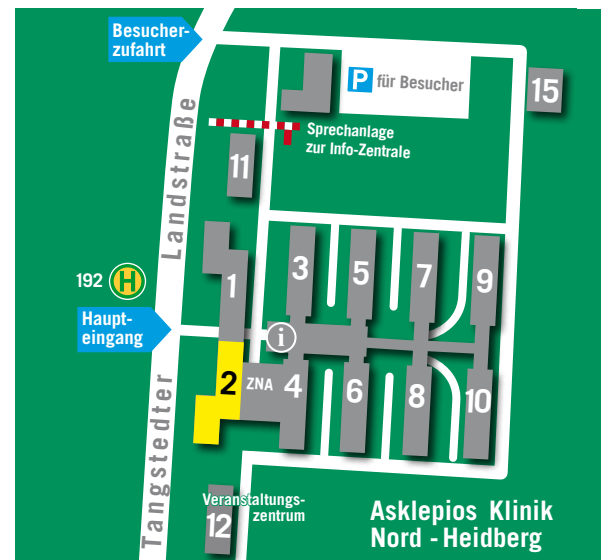 Besucher-
zufahrt
P für Besucher
15
Sprechanlage
zur Info-Zentrale
11
Tangstedter Landstraße
192 H
1
3
5
7
9
Haupt-
eingang
i
2
ZNA
4
6
8
10
Veranstaltungs-
zentrum
12
Asklepios Klinik
Nord - Heidberg